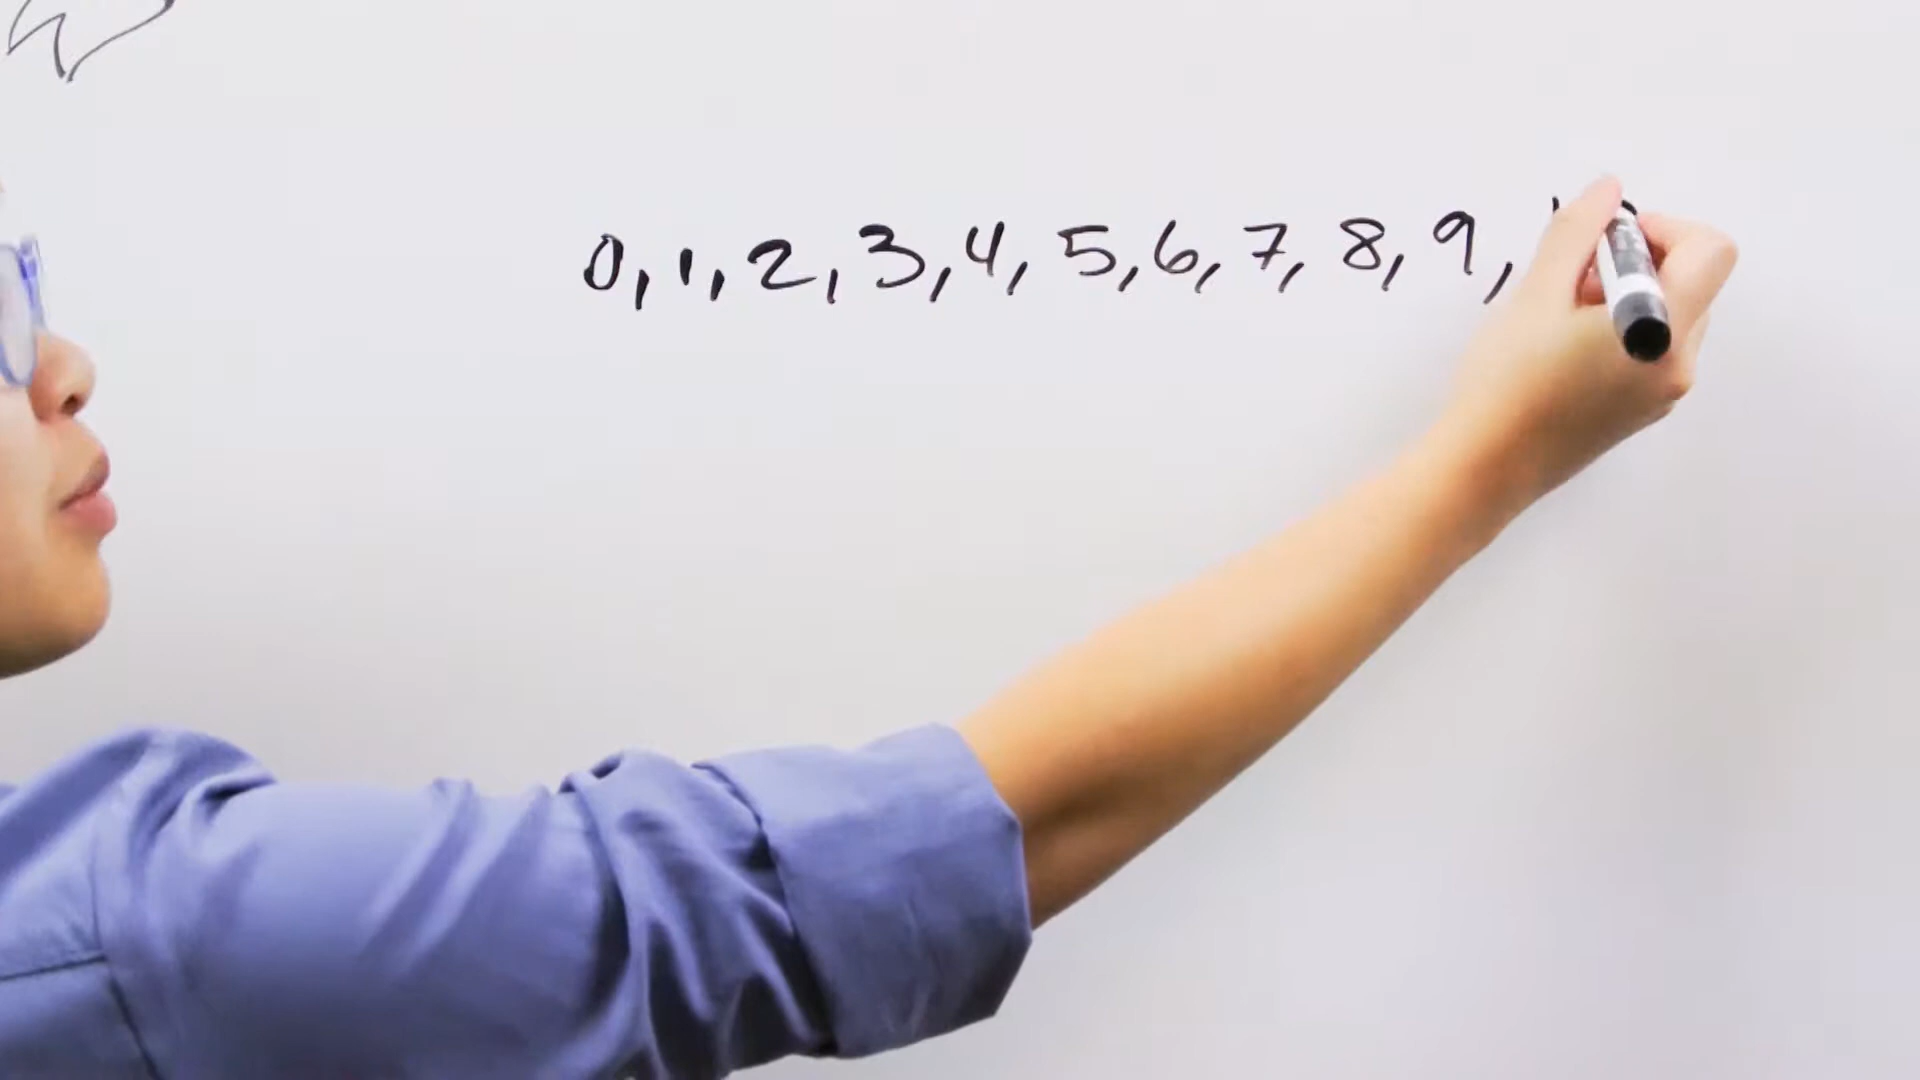 0, 1, 2, 3, 4, 5, 6, 7, 8, 9,